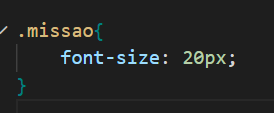 .missao{
font-size: 20px;
}